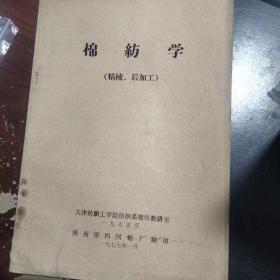 棉紡学
(精梳、后加工)
天津纺织工学院纺织系棉纺教研室
一九七五年
济南第四国棉厂翻印
一九七七年一月